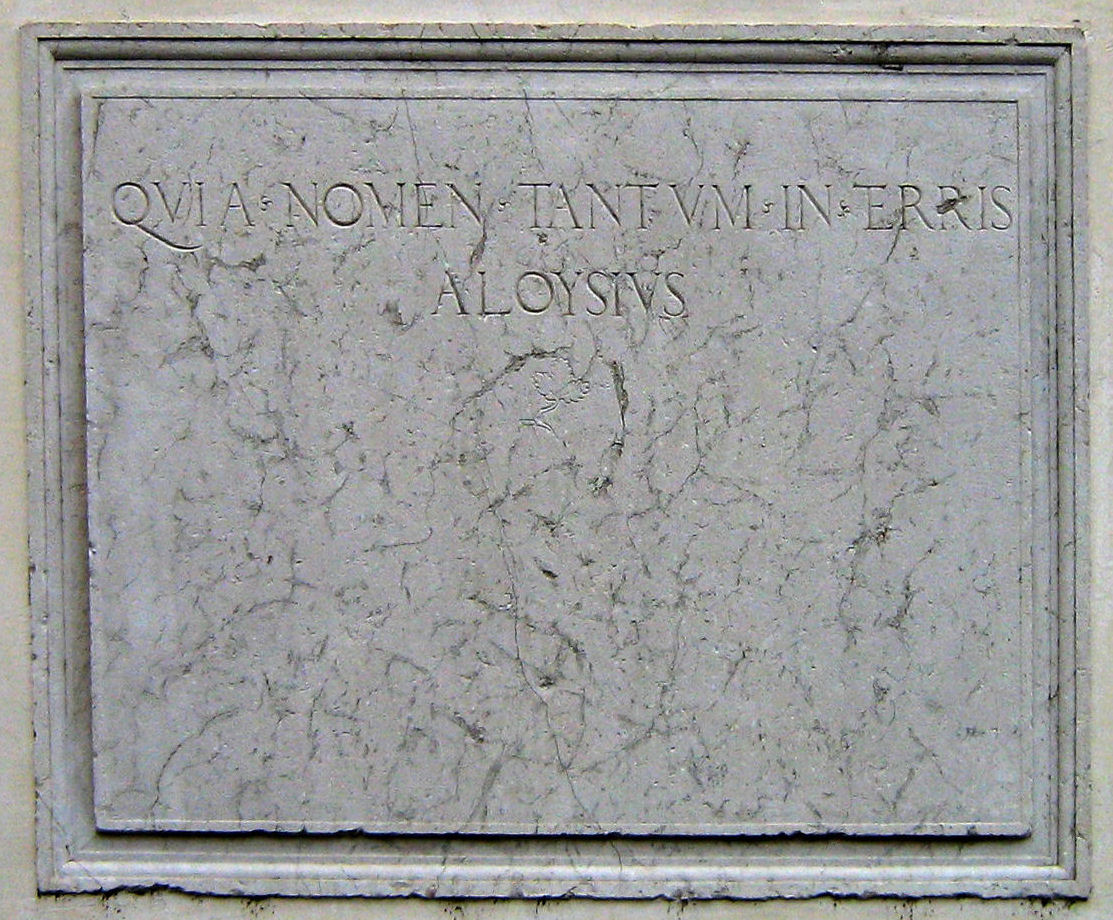 QVIA · NOMEN · TANTVM · IN · ERRIS
ALOYSIVS